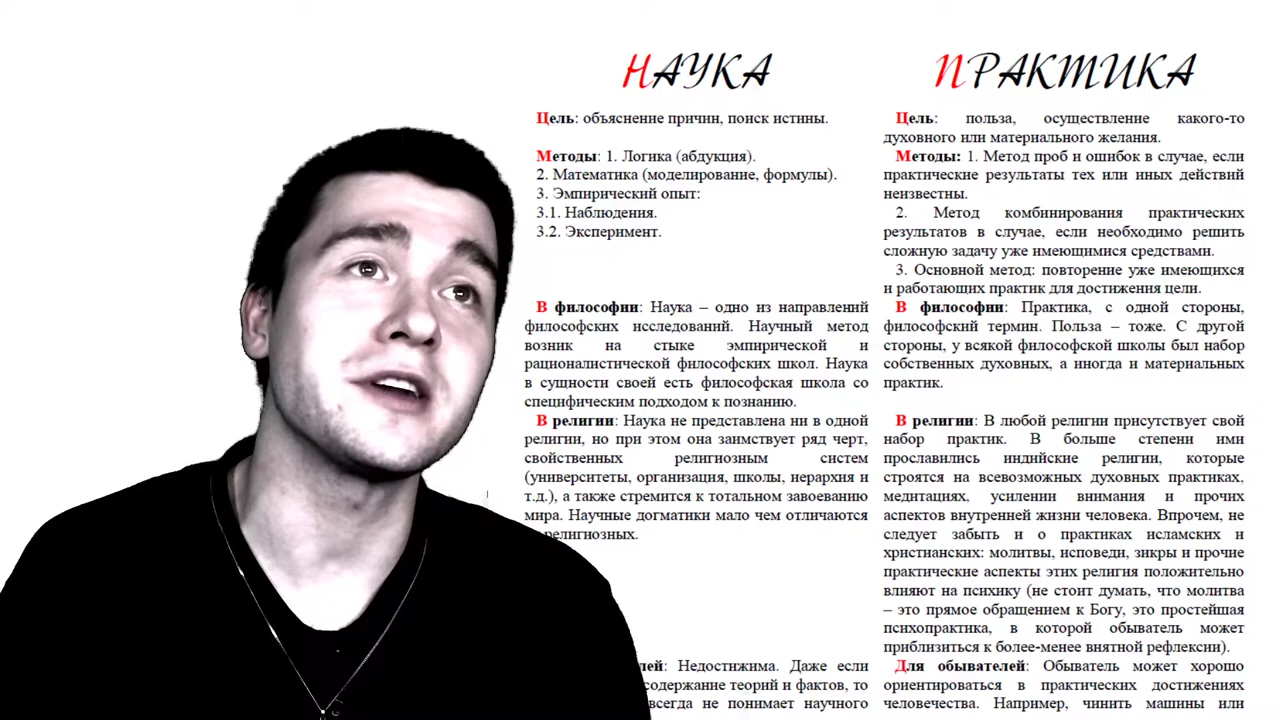 НАУКА
Цель: объяснение причин, поиск истины.
Методы: 1. Логика (абдукция).
2. Математика (моделирование, формулы).
3. Эмпирический опыт:
3.1. Наблюдения.
3.2. Эксперимент.
В философии: Наука – одно из направлений
философских исследований. Научный метод
возник на стыке эмпирической и
рационалистической философских школ. Наука
в сущности своей есть философская школа со
специфическим подходом к познанию.
В религии: Наука не представлена ни в одной
религии, но при этом она заимствует ряд черт,
свойственных религиозным систем
(университеты, организация, школы, иерархия и
т.д.), а также стремится к тотальном завоеванию
мира. Научные догматики мало чем отличаются
религиозных.
лей: Недостижима. Даже если
содержание теорий и фактов, то
всегда не понимает научного
ПРАКТИКА
Цель: польза, осуществление какого-то
духовного или материального желания.
Методы: 1. Метод проб и ошибок в случае, если
практические результаты тех или иных действий
неизвестны.
2. Метод комбинирования практических
результатов в случае, если необходимо решить
сложную задачу уже имеющимися средствами.
3. Основной метод: повторение уже имеющихся
и работающих практик для достижения цели.
В философии: Практика, с одной стороны,
философский термин. Польза – тоже. С другой
стороны, у всякой философской школы был набор
собственных духовных, а иногда и материальных
практик.
В религии: В любой религии присутствует свой
набор практик. В больше степени ими
прославились индийские религии, которые
строятся на всевозможных духовных практиках,
медитациях, усилении внимания и прочих
аспектов внутренней жизни человека. Впрочем, не
следует забыть и о практиках исламских и
христианских: молитвы, исповеди, зикры и прочие
практические аспекты этих религия положительно
влияют на психику (не стоит думать, что молитва
– это прямое обращением к Богу, это простейшая
психопрактика, в которой обыватель может
приблизиться к более-менее внятной рефлексии).
Для обывателей: Обыватель может хорошо
ориентироваться в практических достижениях
человечества. Например, чинить машины или